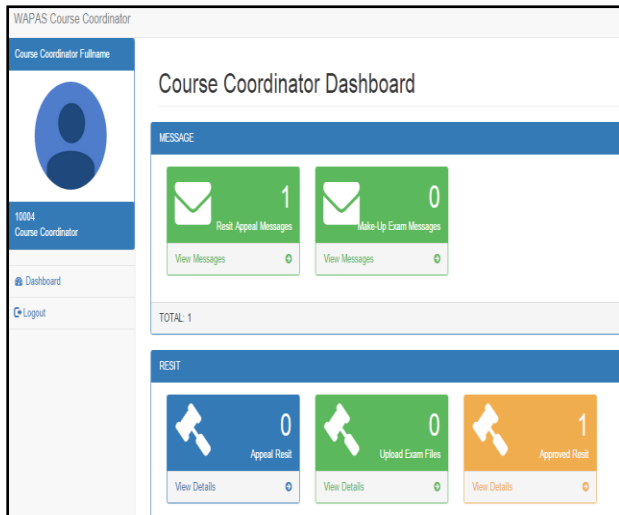 WAPAS Course Coordinator
Course Coordinator Fullname
10004
Course Coordinator
Dashboard
Logout
Course Coordinator Dashboard
MESSAGE
1
Resit Appeal Messages
View Messages
0
Make-Up Exam Messages
View Messages
TOTAL: 1
RESIT
0
Appeal Resit
View Details
0
Upload Exam Files
View Details
1
Approved Resit
View Details